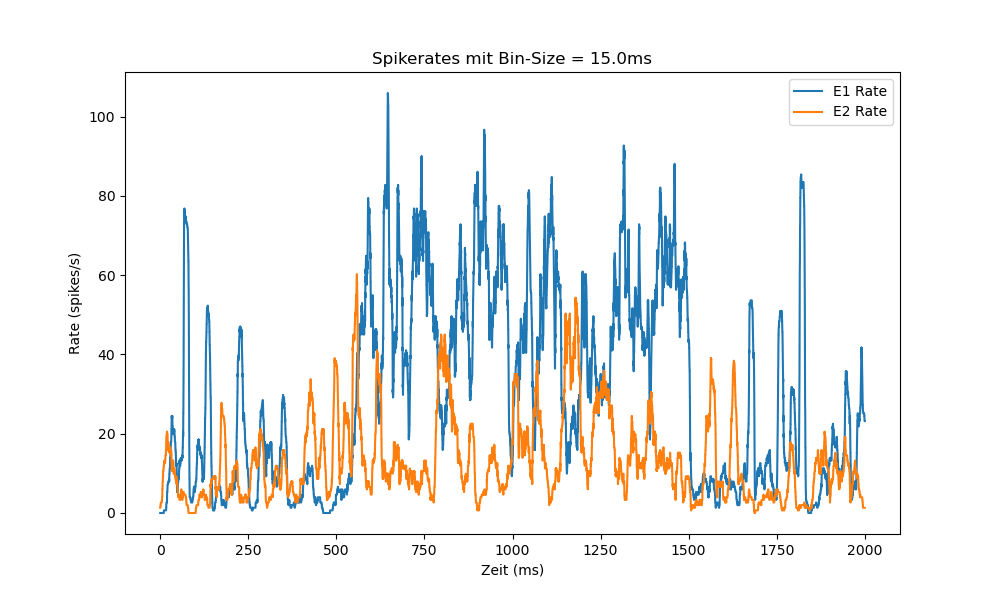 Spikerates mit Bin-Size = 15.0ms
E1 Rate
E2 Rate
100
80
60
40
20
0
Rate (spikes/s)
0 250 500 750 1000 1250 1500 1750 2000
Zeit (ms)